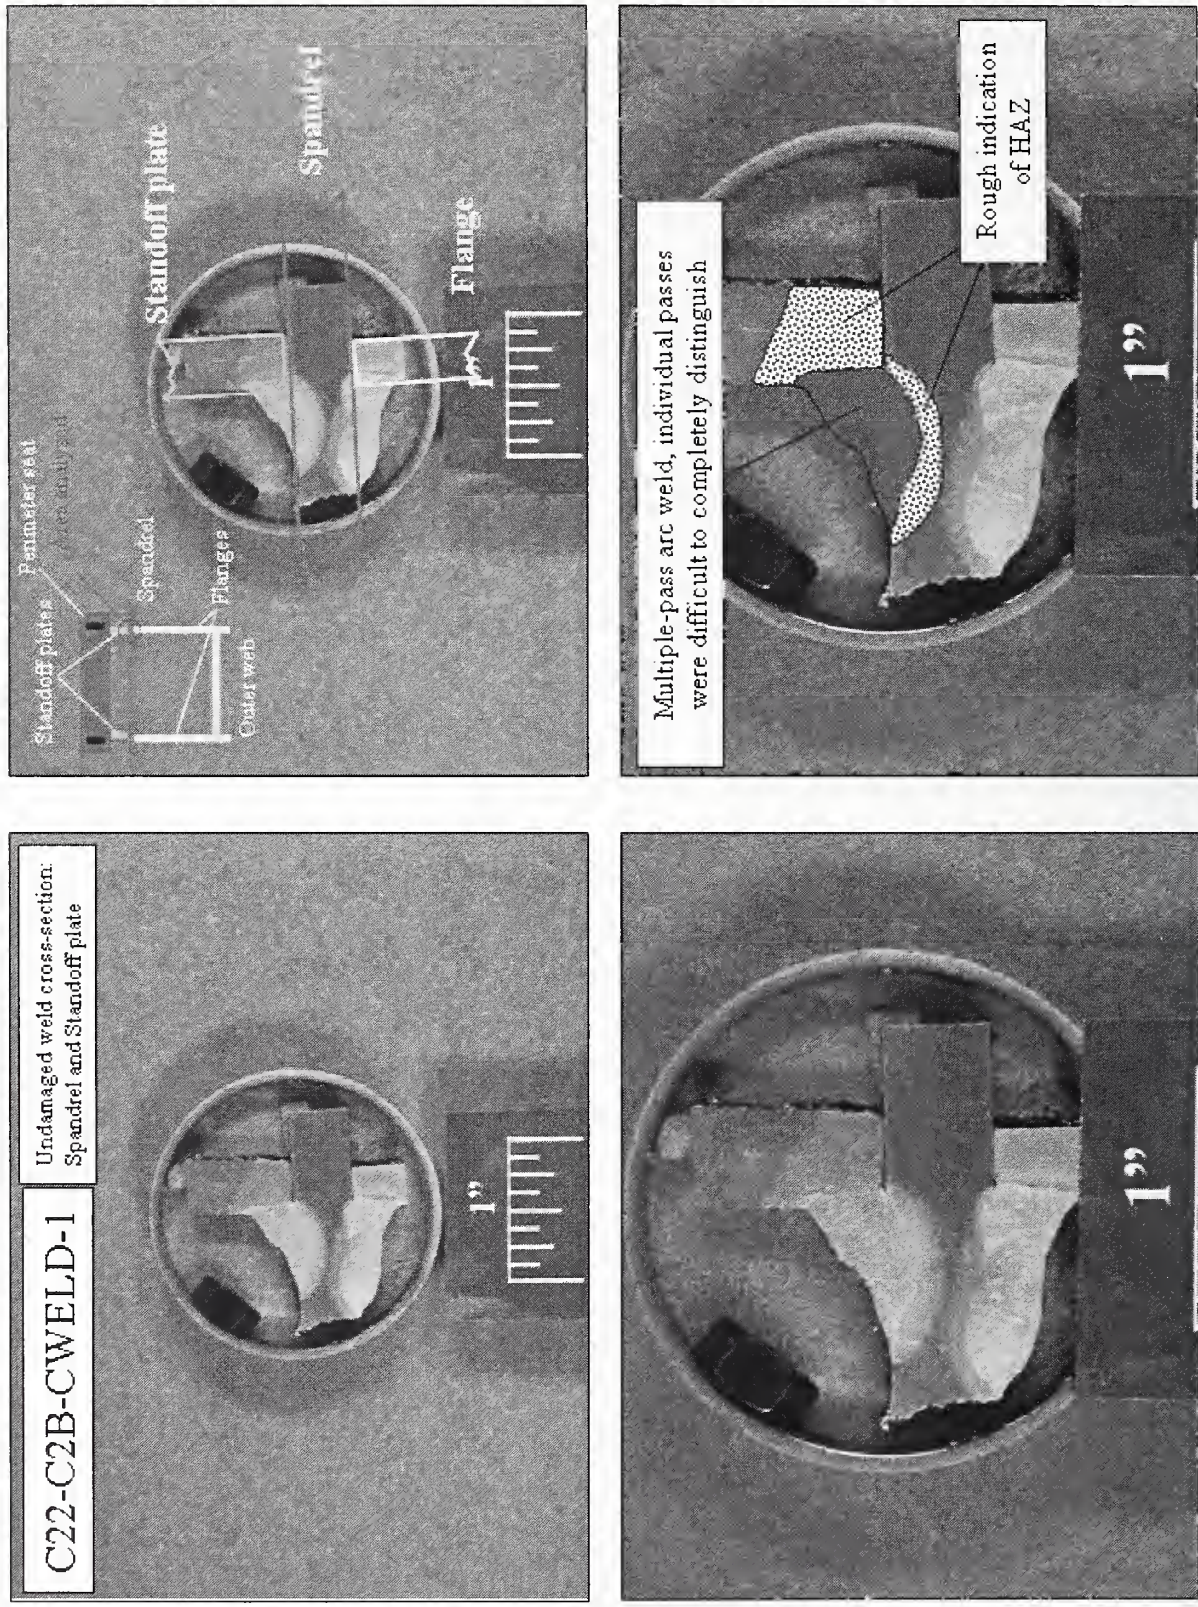 C22-C2B-CWELD-1
Undamaged weld cross-section:
Spandrel and Standoff plate
1”
Standoff plates
Perimeter seat
Spandrel
Flanges
Outer web
Standoff plate
Spandrel
Flange
1”
1”
Multiple-pass arc weld, individual passes
were difficult to completely distinguish
Rough indication
of HAZ
1”